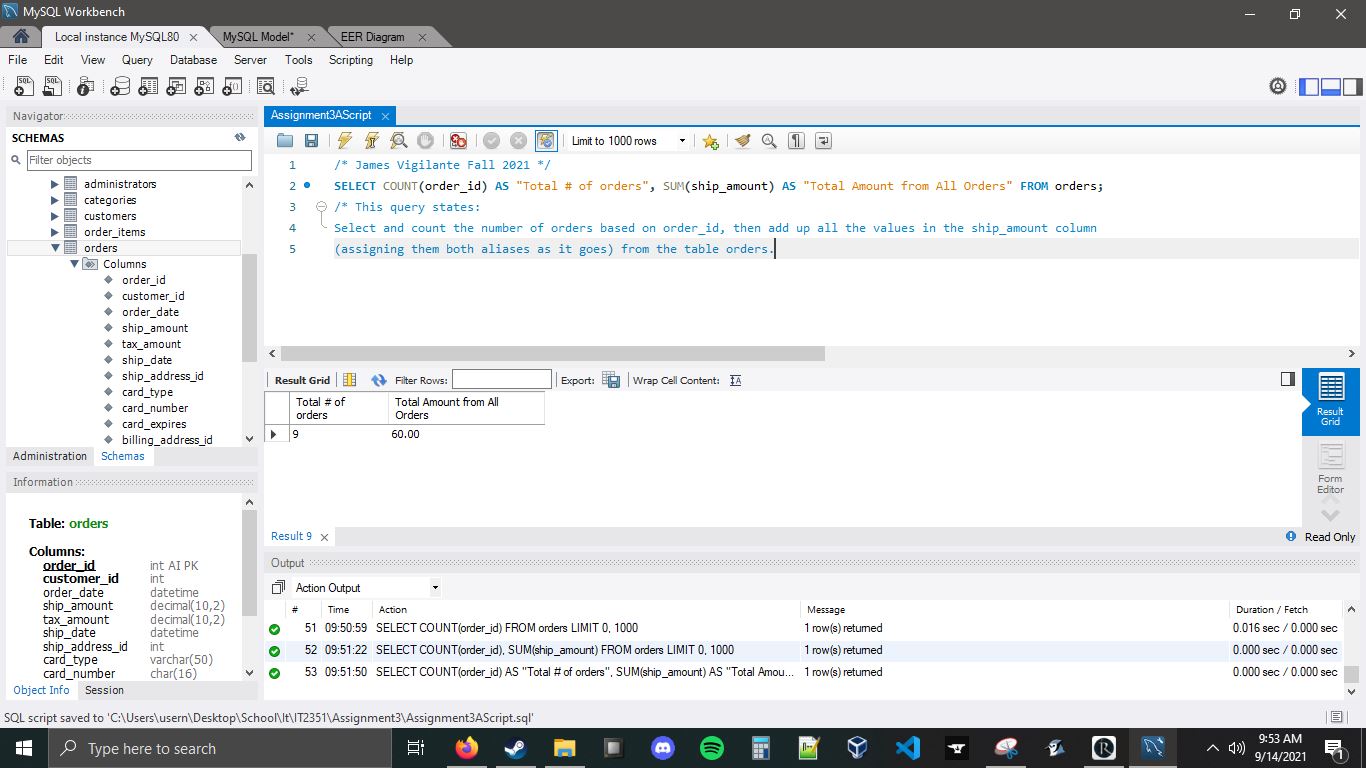 MySQL Workbench
Local instance MySQL80 × MySQL Model* × EER Diagram ×
File Edit View Query Database Server Tools Scripting Help
Navigator
SCHEMAS
Filter objects
administrators
categories
customers
order_items
orders
Columns
order_id
customer_id
order_date
ship_amount
tax_amount
ship_date
ship_address_id
card_type
card_number
card_expires
billing_address_id
Administration Schemas
Information
Table: orders
Columns:
order_id int AI PK
customer_id int
order_date datetime
ship_amount decimal(10,2)
tax_amount decimal(10,2)
ship_date datetime
ship_address_id int
card_type varchar(50)
card_number char(16)
Object Info Session
Assignment3AScript ×
Limit to 1000 rows
1 /* James Vigilante Fall 2021 */
2 SELECT COUNT(order_id) AS "Total # of orders", SUM(ship_amount) AS "Total Amount from All Orders" FROM orders;
3 /* This query states:
4 Select and count the number of orders based on order_id, then add up all the values in the ship_amount column
5 (assigning them both aliases as it goes) from the table orders.
Result Grid Filter Rows: Export: Wrap Cell Content:
Total # of orders Total Amount from All Orders
9 60.00
Result Grid
Form Editor
Result 9 × Read Only
Output
Action Output
# Time Action Message Duration / Fetch
51 09:50:59 SELECT COUNT(order_id) FROM orders LIMIT 0, 1000 1 row(s) returned 0.016 sec / 0.000 sec
52 09:51:22 SELECT COUNT(order_id), SUM(ship_amount) FROM orders LIMIT 0, 1000 1 row(s) returned 0.000 sec / 0.000 sec
53 09:51:50 SELECT COUNT(order_id) AS "Total # of orders", SUM(ship_amount) AS "Total Amou... 1 row(s) returned 0.000 sec / 0.000 sec
SQL script saved to 'C:\Users\usern\Desktop\School\It\IT2351\Assignment3\Assignment3AScript.sql'
Type here to search
9:53 AM
9/14/2021
1